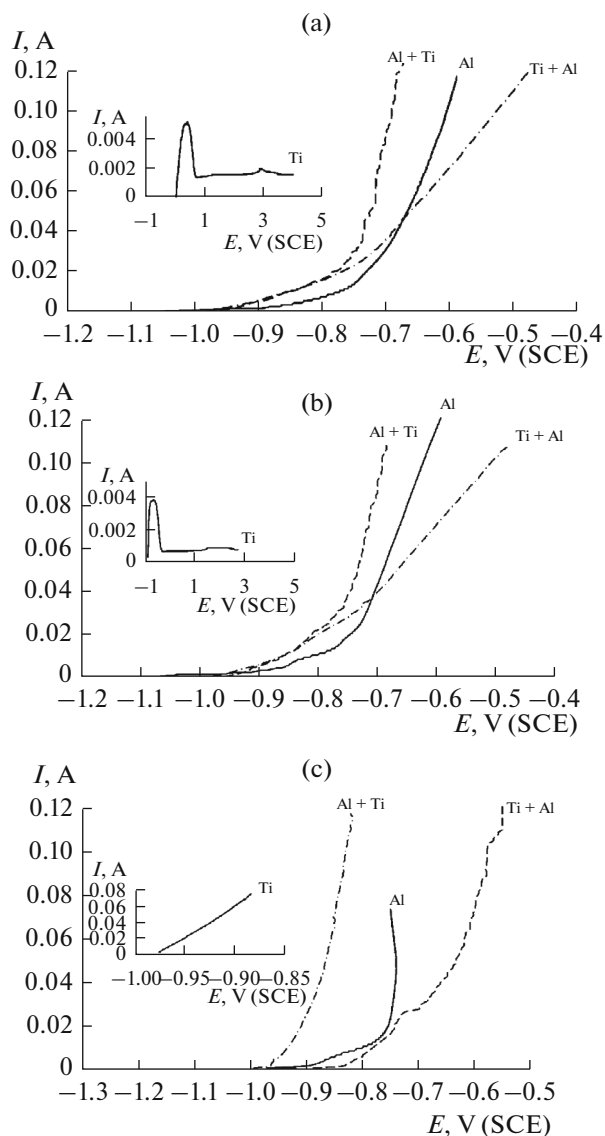 (a)
I, A
0.12
0.10
0.08
0.06
0.04
0.02
0
Al + Ti
Al
Ti + Al
I, A
0.004
0.002
0
Ti
−1 1 3 5
E, V (SCE)
−1.2 −1.1 −1.0 −0.9 −0.8 −0.7 −0.6 −0.5 −0.4
E, V (SCE)
(b)
I, A
0.12
0.10
0.08
0.06
0.04
0.02
0
Al + Ti
Al
Ti + Al
I, A
0.004
0.002
0
Ti
−1 1 3 5
E, V (SCE)
−1.2 −1.1 −1.0 −0.9 −0.8 −0.7 −0.6 −0.5 −0.4
E, V (SCE)
(c)
I, A
0.12
0.10
0.08
0.06
0.04
0.02
0
Al + Ti
Al
Ti + Al
I, A
0.08
0.06
0.04
0.02
0
Ti
−1.00 −0.95 −0.90 −0.85
E, V (SCE)
−1.3 −1.2 −1.1 −1.0 −0.9 −0.8 −0.7 −0.6 −0.5
E, V (SCE)